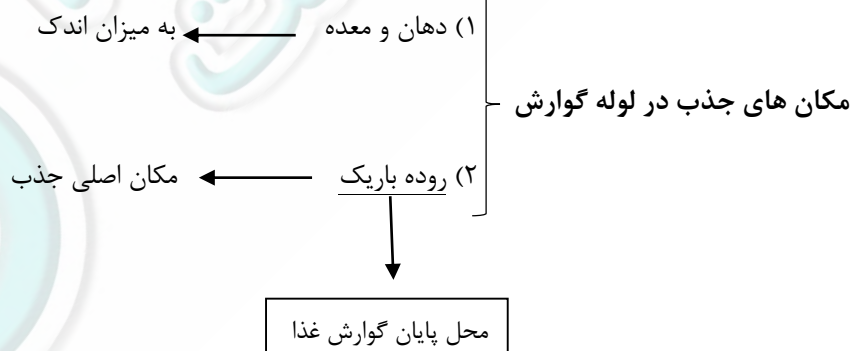 ۱) دهان و معده به میزان اندک
مکان های جذب در لوله گوارش
۲) روده باریک مکان اصلی جذب
محل پایان گوارش غذا